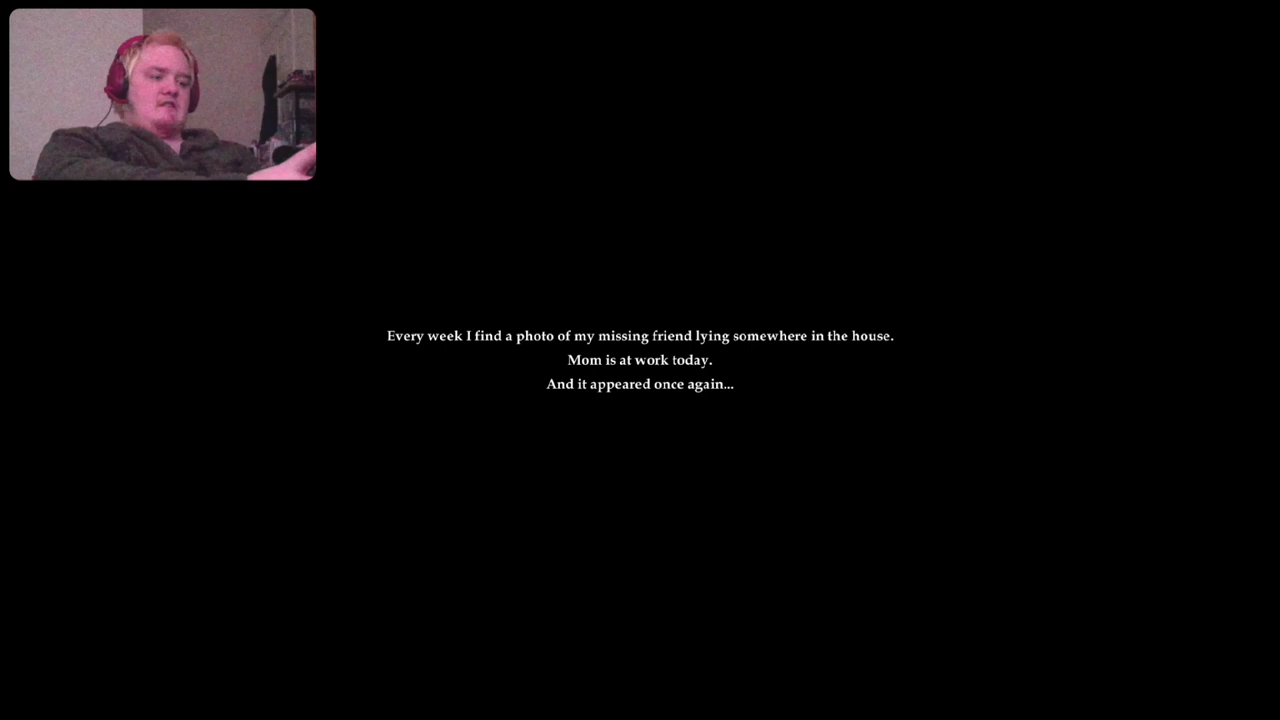 Every week I find a photo of my missing friend lying somewhere in the house.
Mom is at work today.
And it appeared once again...